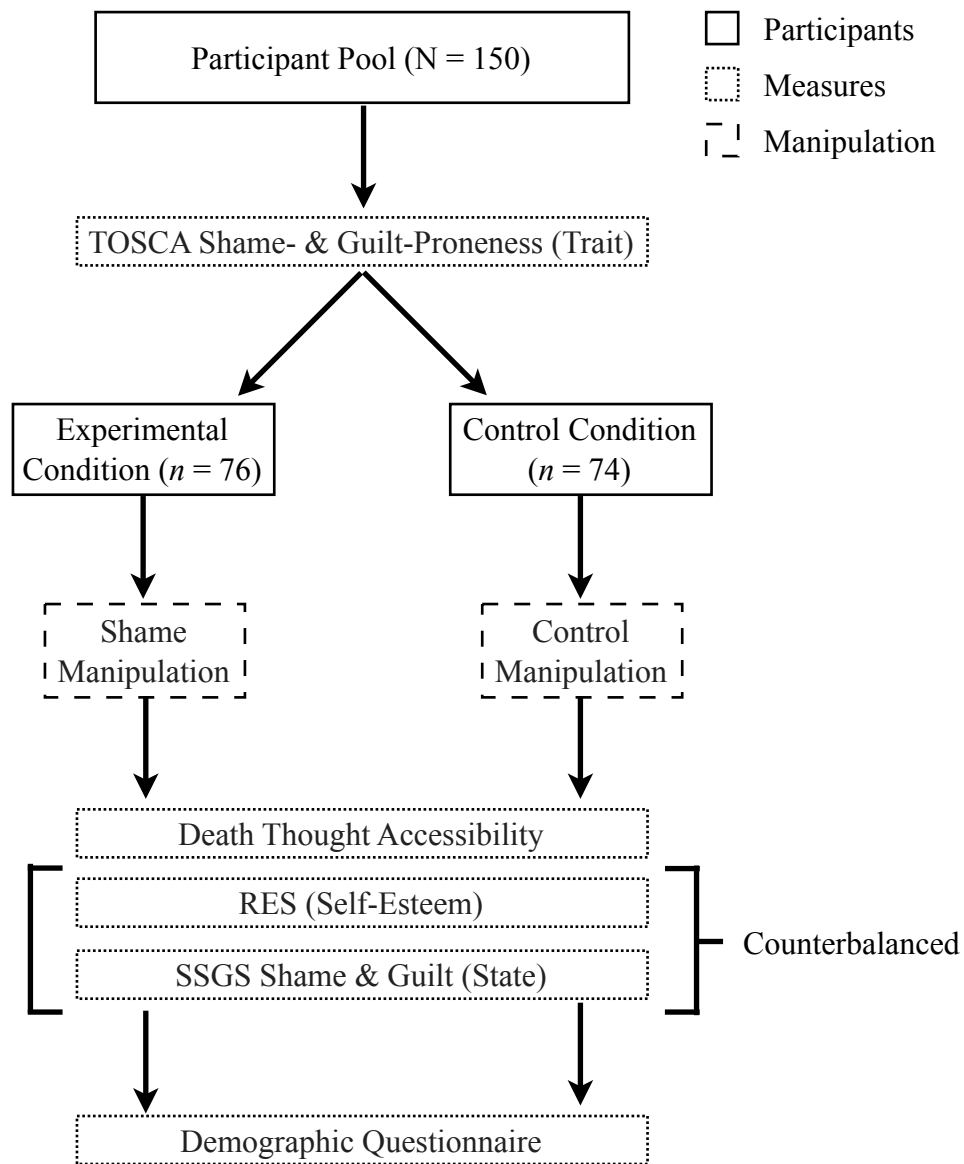 Participant Pool (N = 150)
Participants
Measures
Manipulation
TOSCA Shame- & Guilt-Proneness (Trait)
Experimental
Condition (n = 76)
Control Condition
(n = 74)
Shame
Manipulation
Control
Manipulation
Death Thought Accessibility
RES (Self-Esteem)
SSGS Shame & Guilt (State)
Counterbalanced
Demographic Questionnaire